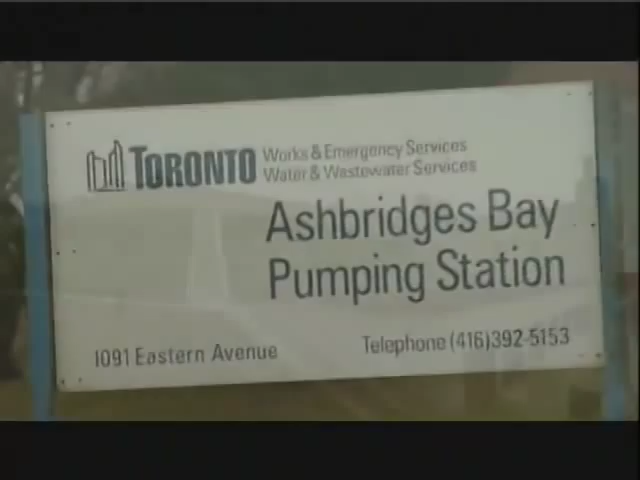 TORONTO Works & Emergency Services
Water & Wastewater Services
Ashbridges Bay
Pumping Station
1091 Eastern Avenue Telephone (416)392-5153